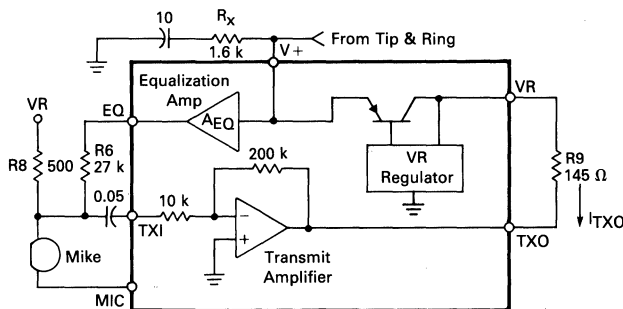 10
Rx
1.6 k
V+
From Tip & Ring
Equalization
Amp
VR
EQ
AEQ
VR
R8
500
R6
27 k
200 k
VR
Regulator
R9
145 Ω
ITXO
0.05
10 k
TXI
−
+
TXO
Mike
Transmit
Amplifier
MIC